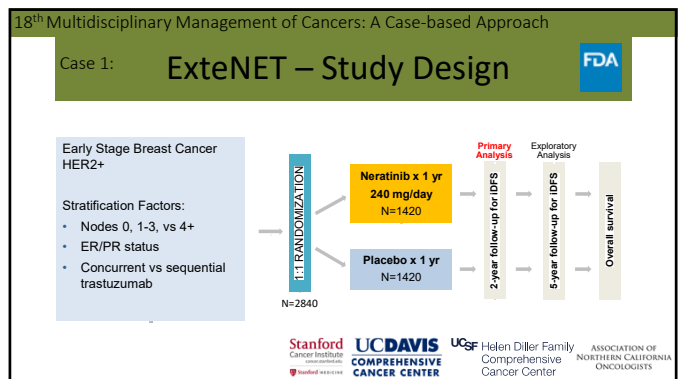 18th Multidisciplinary Management of Cancers: A Case-based Approach
Case 1:
ExteNET – Study Design
FDA
Early Stage Breast Cancer
HER2+
Stratification Factors:
• Nodes 0, 1-3, vs 4+
• ER/PR status
• Concurrent vs sequential
trastuzumab
1:1 RANDOMIZATION
N=2840
Neratinib x 1 yr
240 mg/day
N=1420
Placebo x 1 yr
N=1420
Primary
Analysis
2-year follow-up for iDFS
Exploratory
Analysis
5-year follow-up for iDFS
Overall survival
Stanford
Cancer Institute
cancer.stanford.edu
Stanford MEDICINE
UCDAVIS
COMPREHENSIVE
CANCER CENTER
UCSF Helen Diller Family
Comprehensive
Cancer Center
ASSOCIATION OF
NORTHERN CALIFORNIA
ONCOLOGISTS